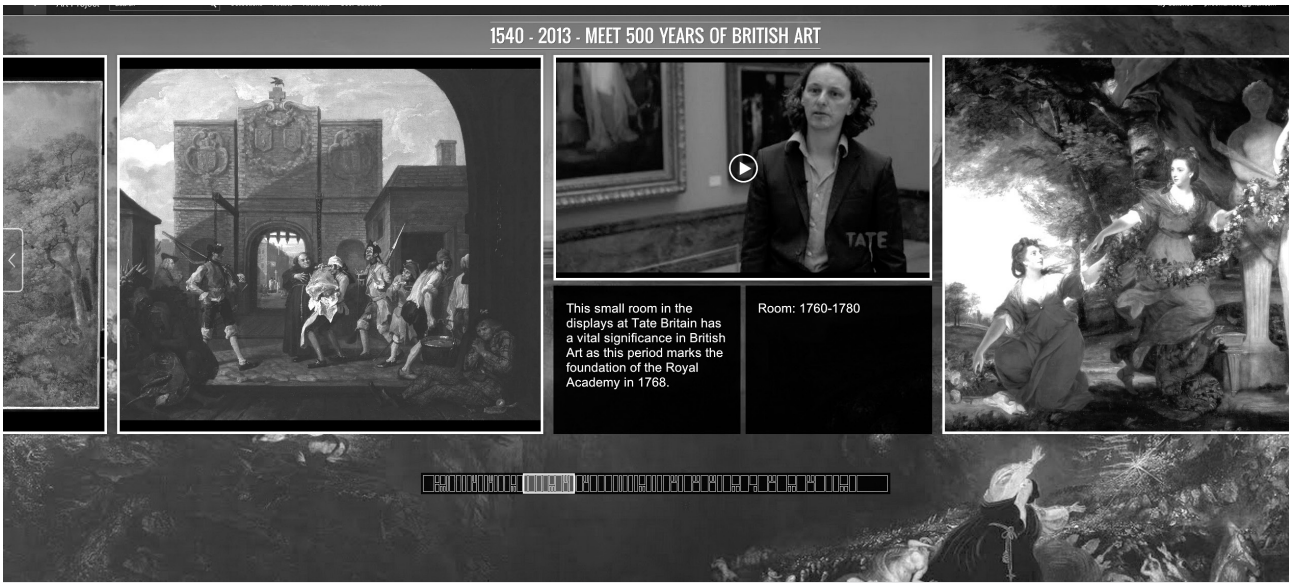 Art Project
1540 - 2013 - MEET 500 YEARS OF BRITISH ART
TATE
This small room in the
displays at Tate Britain has
a vital significance in British
Art as this period marks the
foundation of the Royal
Academy in 1768.
Room: 1760-1780